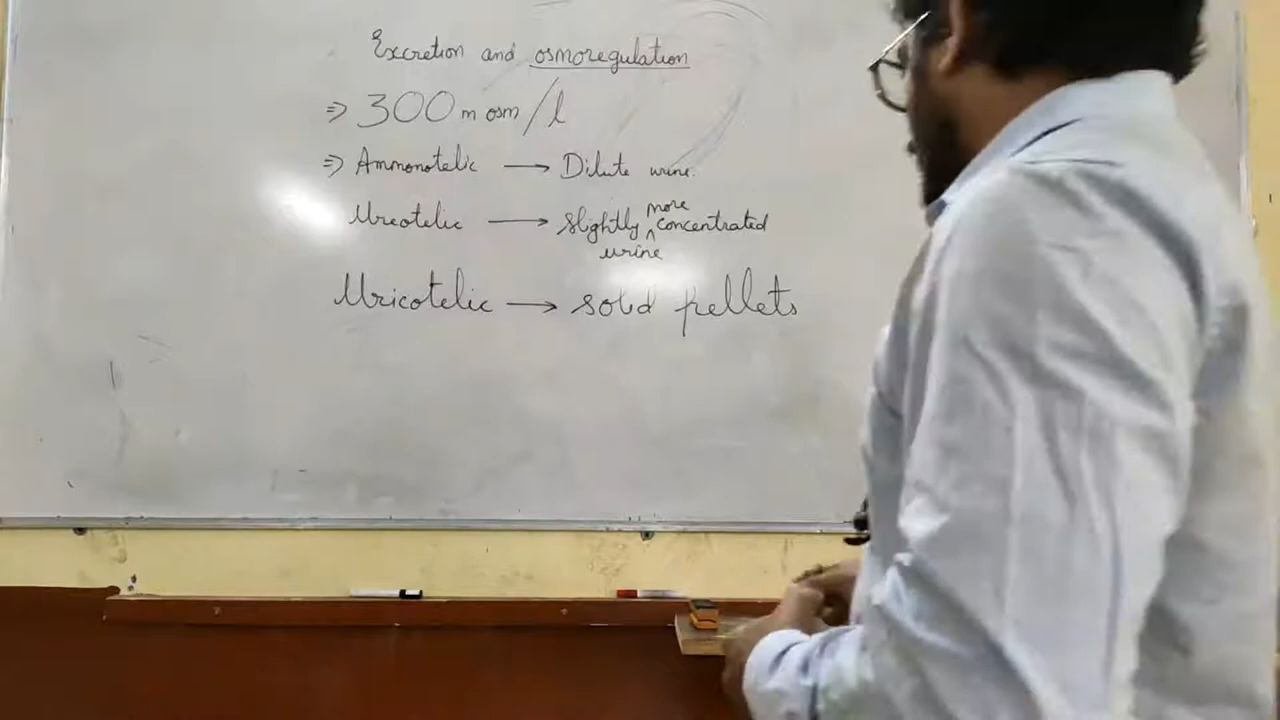 Excretion and osmoregulation
⇒ 300 m osm/l
⇒ Ammonotelic → Dilute urine.
Ureotelic → Slightly more concentrated
urine
Uricotelic → solid pellets